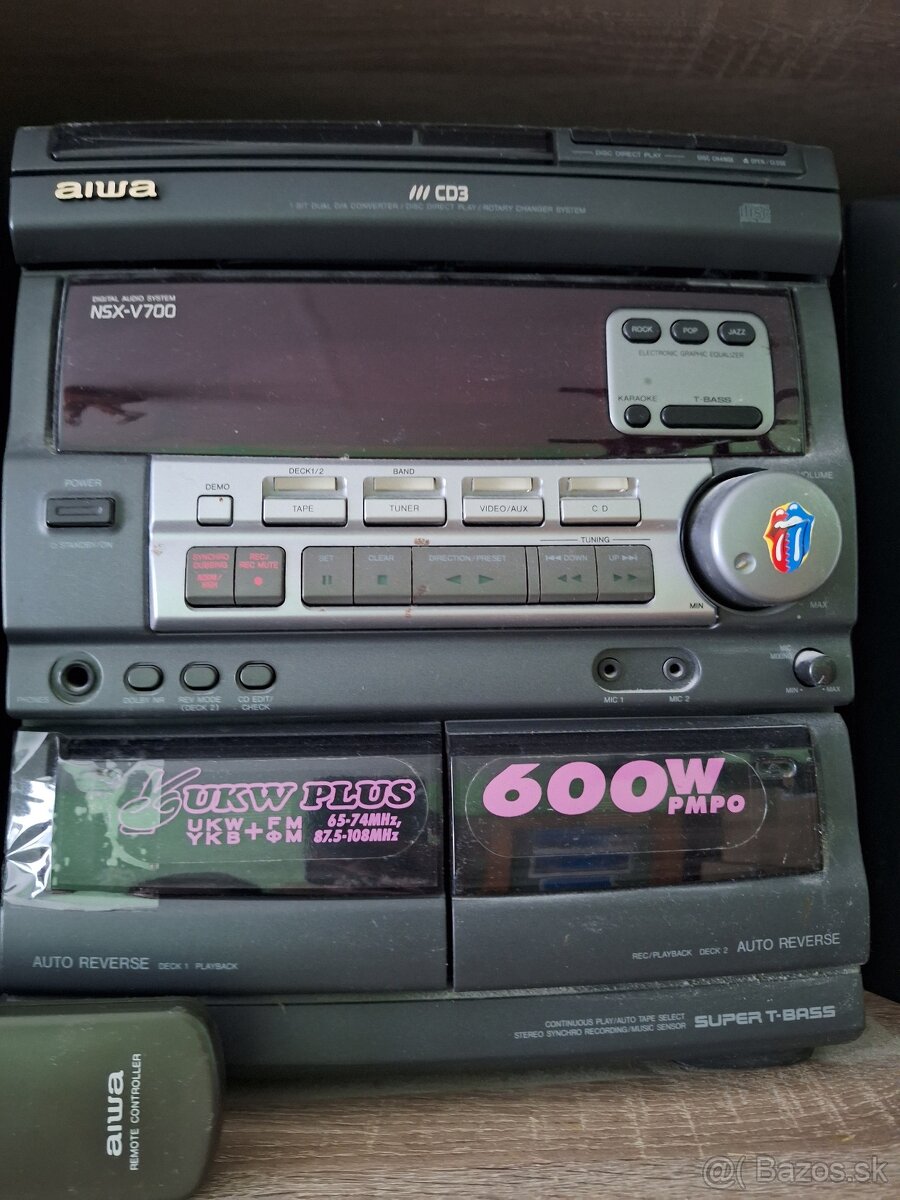 DISC DIRECT PLAY DISC CHANGE ▲ OPEN/CLOSE
aiwa
CD3
1 BIT DUAL D/A CONVERTER / DISC DIRECT PLAY / ROTARY CHANGER SYSTEM
disc
DIGITAL AUDIO SYSTEM
NSX-V700
ROCK POP JAZZ
ELECTRONIC GRAPHIC EQUALIZER
KARAOKE T-BASS
POWER
DEMO
DECK1/2 BAND
TAPE TUNER VIDEO/AUX CD
VOLUME
TUNING
SYNCHRO DUBBING
REC/ REC MUTE
SET CLEAR DIRECTION/PRESET DOWN UP
MIN MAX
PHONES
DOLBY NR
REV MODE
(DECK 2)
CD EDIT/
CHECK
MIC 1 MIC 2
MIC
MIXING
MIN MAX
UKW PLUS
UKW + FM 65-74MHz,
УКВ ФМ 87.5-108MHz
600W
PMPO
AUTO REVERSE DECK 1 PLAYBACK
REC/PLAYBACK DECK 2 AUTO REVERSE
CONTINUOUS PLAY/AUTO TAPE SELECT
STEREO SYNCHRO RECORDING/MUSIC SENSOR
SUPER T-BASS
aiwa
REMOTE CONTROLLER
@( Bazos.sk